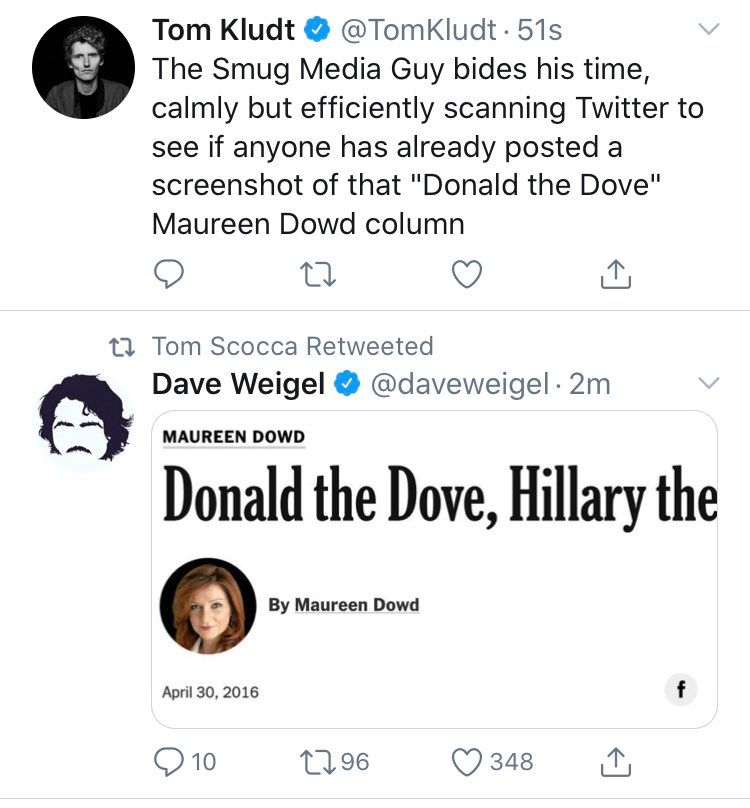 Tom Kludt @TomKludt · 51s
The Smug Media Guy bides his time,
calmly but efficiently scanning Twitter to
see if anyone has already posted a
screenshot of that "Donald the Dove"
Maureen Dowd column
Tom Scocca Retweeted
Dave Weigel @daveweigel · 2m
MAUREEN DOWD
Donald the Dove, Hillary the
By Maureen Dowd
April 30, 2016
f
10 96 348